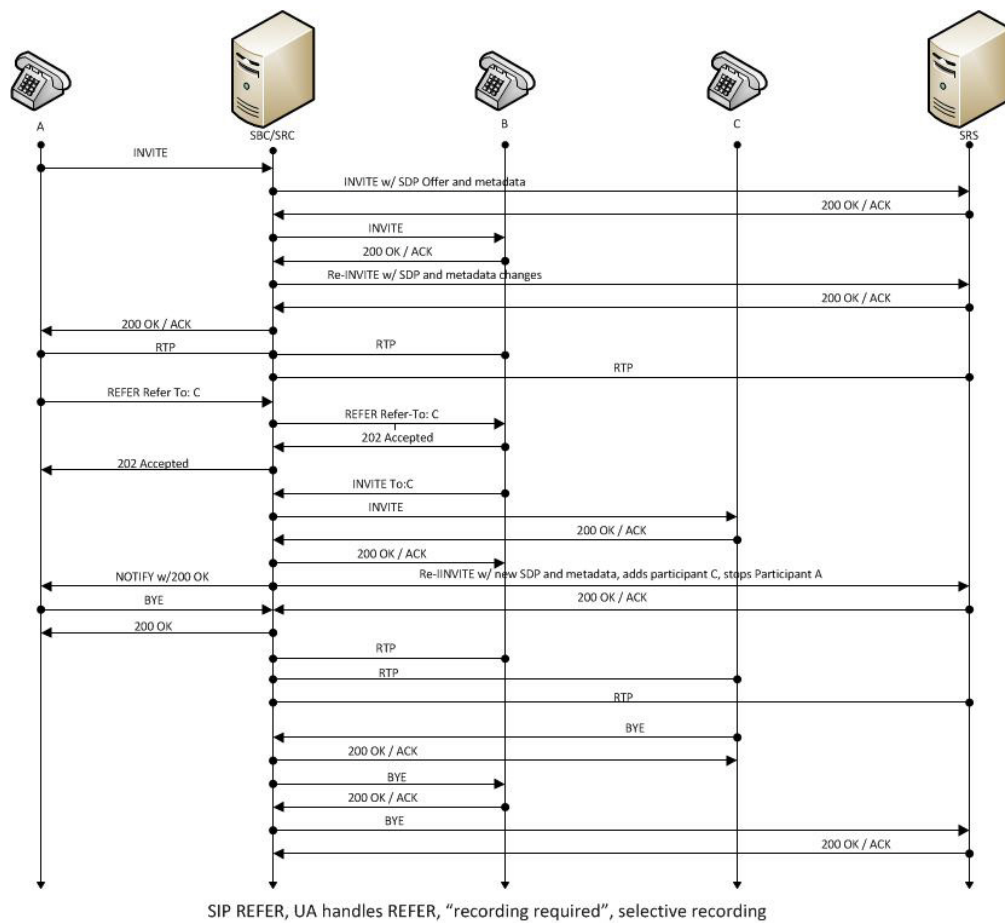 A
SBC/SRC
B
C
SRS
INVITE
INVITE w/ SDP Offer and metadata
200 OK / ACK
INVITE
200 OK / ACK
Re-INVITE w/ SDP and metadata changes
200 OK / ACK
200 OK / ACK
RTP
RTP
RTP
REFER Refer To: C
REFER Refer-To: C
202 Accepted
202 Accepted
INVITE To:C
INVITE
200 OK / ACK
200 OK / ACK
NOTIFY w/200 OK
Re-IINVITE w/ new SDP and metadata, adds participant C, stops Participant A
BYE
200 OK / ACK
200 OK
RTP
RTP
RTP
BYE
200 OK / ACK
BYE
200 OK / ACK
BYE
200 OK / ACK
SIP REFER, UA handles REFER, “recording required”, selective recording